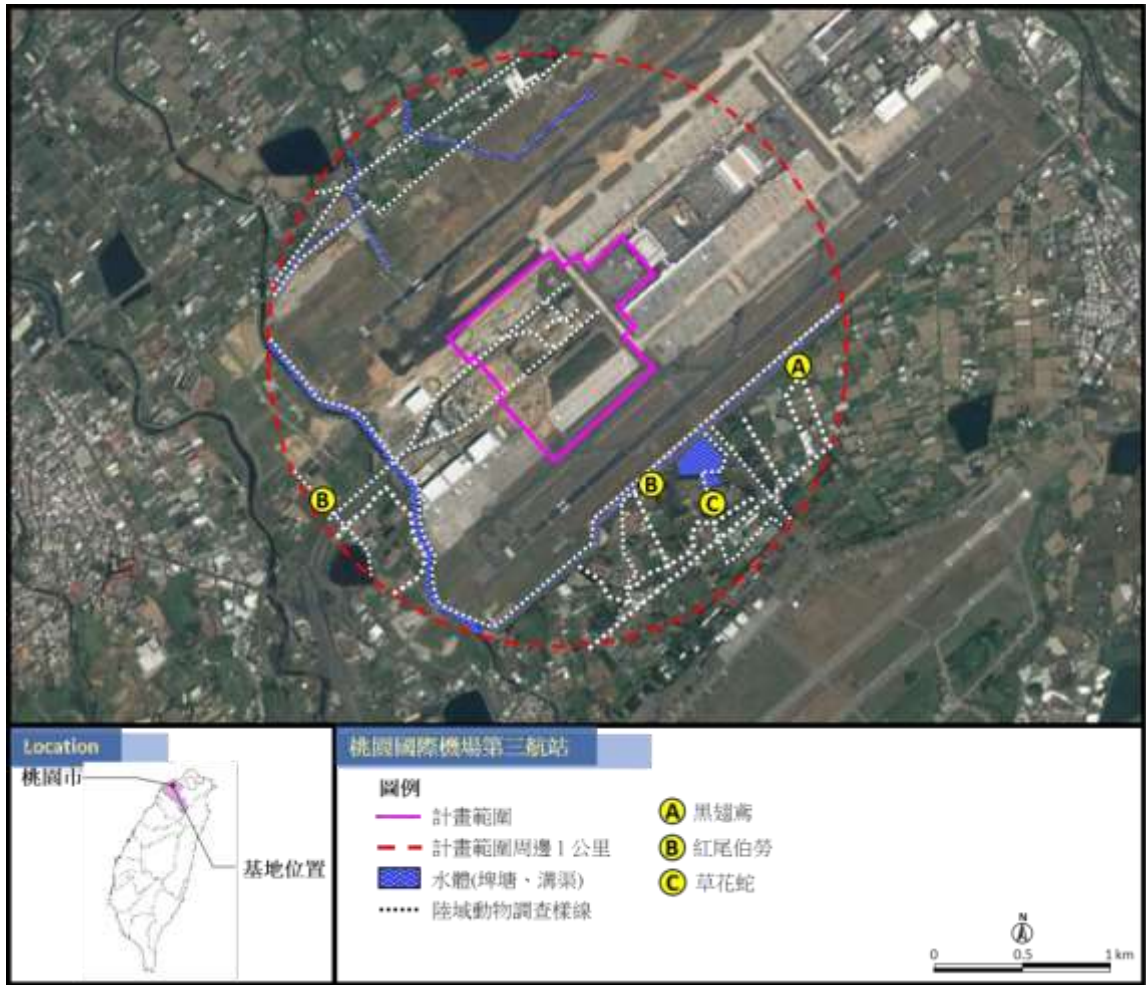 A
B
B
C
Location
桃園市
基地位置
桃園國際機場第三航站
圖例
計畫範圍
計畫範圍周邊1公里
水體(埤塘、溝渠)
陸域動物調查樣線
A 黑翅鳶
B 紅尾伯勞
C 草花蛇
N
0 0.5 1 km